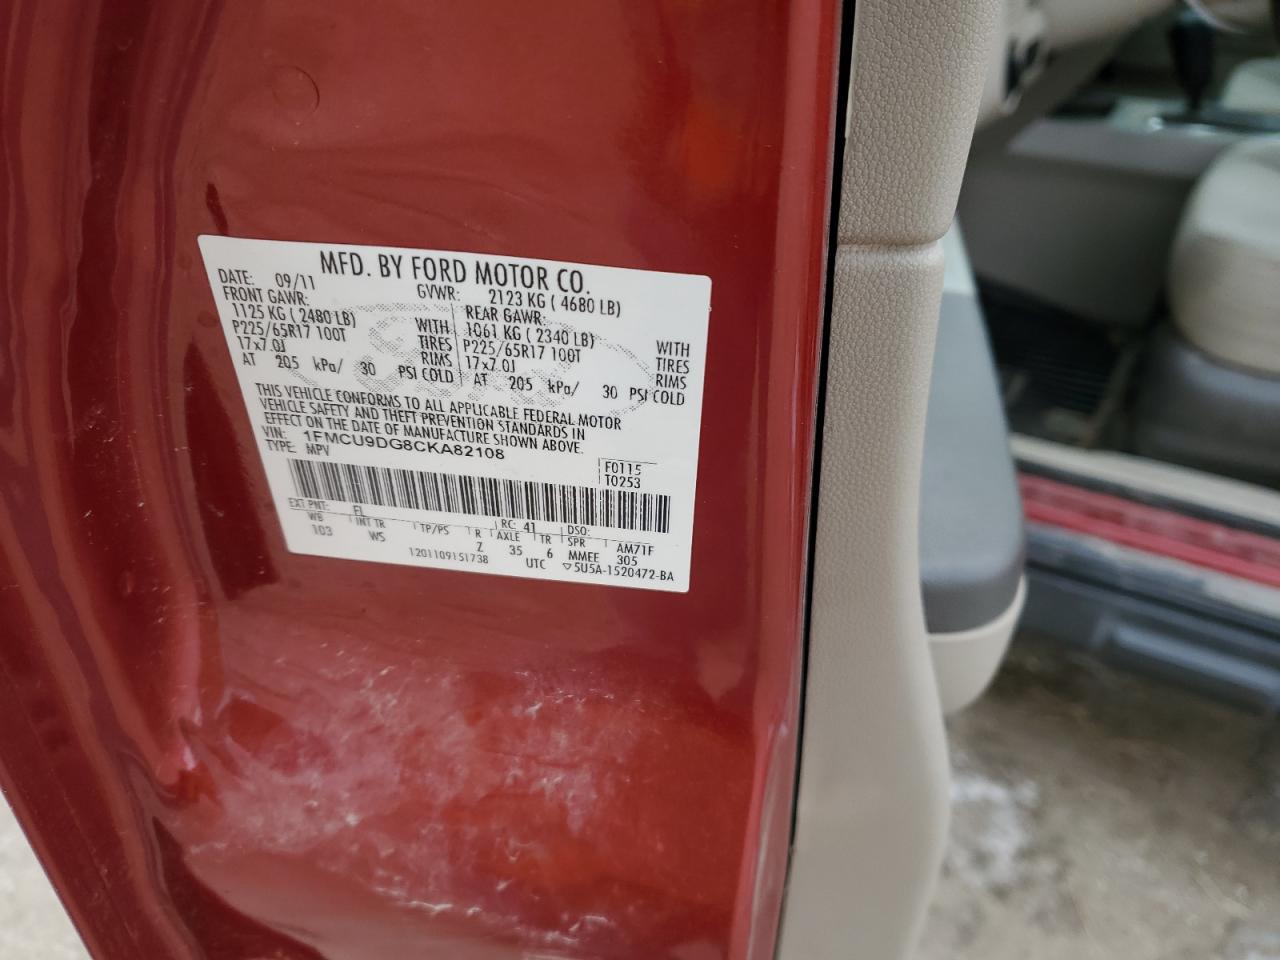 MFD. BY FORD MOTOR CO.
DATE: 09/11 GVWR: 2123 KG ( 4680 LB)
FRONT GAWR: REAR GAWR:
1125 KG ( 2480 LB) WITH 1061 KG ( 2340 LB) WITH
P225/65R17 100T TIRES P225/65R17 100T TIRES
17x7.0J RIMS 17x7.0J RIMS
AT 205 kPa/ 30 PSI COLD AT 205 kPa/ 30 PSI COLD
THIS VEHICLE CONFORMS TO ALL APPLICABLE FEDERAL MOTOR
VEHICLE SAFETY AND THEFT PREVENTION STANDARDS IN
EFFECT ON THE DATE OF MANUFACTURE SHOWN ABOVE.
VIN: 1FMCU9DG8CKA82108
TYPE: MPV
F0115
T0253
EXT PNT: EL RC: 41 DSO:
WB INT TR TP/PS R AXLE TR SPR AM71F
103 WS Z 35 6 MMEE 305
1201109151738 UTC ▽5U5A-1520472-BA